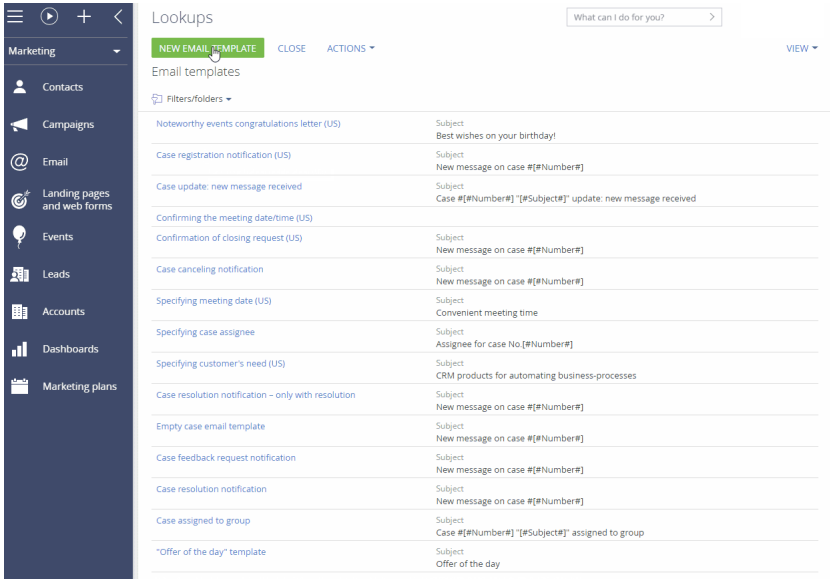 Lookups
What can I do for you?
NEW EMAIL TEMPLATE CLOSE ACTIONS VIEW
Marketing
Email templates
Contacts
Filters/folders
Campaigns
Email
Landing pages
and web forms
Events
Leads
Accounts
Dashboards
Marketing plans
Noteworthy events congratulations letter (US) Subject
Best wishes on your birthday!
Case registration notification (US) Subject
New message on case #[#Number#]
Case update: new message received Subject
Case #[#Number#] "[#Subject#]" update: new message received
Confirming the meeting date/time (US)
Confirmation of closing request (US) Subject
New message on case #[#Number#]
Case canceling notification Subject
New message on case #[#Number#]
Specifying meeting date (US) Subject
Convenient meeting time
Specifying case assignee Subject
Assignee for case No.[#Number#]
Specifying customer's need (US) Subject
CRM products for automating business-processes
Case resolution notification – only with resolution Subject
New message on case #[#Number#]
Empty case email template Subject
New message on case #[#Number#]
Case feedback request notification Subject
New message on case #[#Number#]
Case resolution notification Subject
New message on case #[#Number#]
Case assigned to group Subject
Case #[#Number#] "[#Subject#]" assigned to group
"Offer of the day" template Subject
Offer of the day